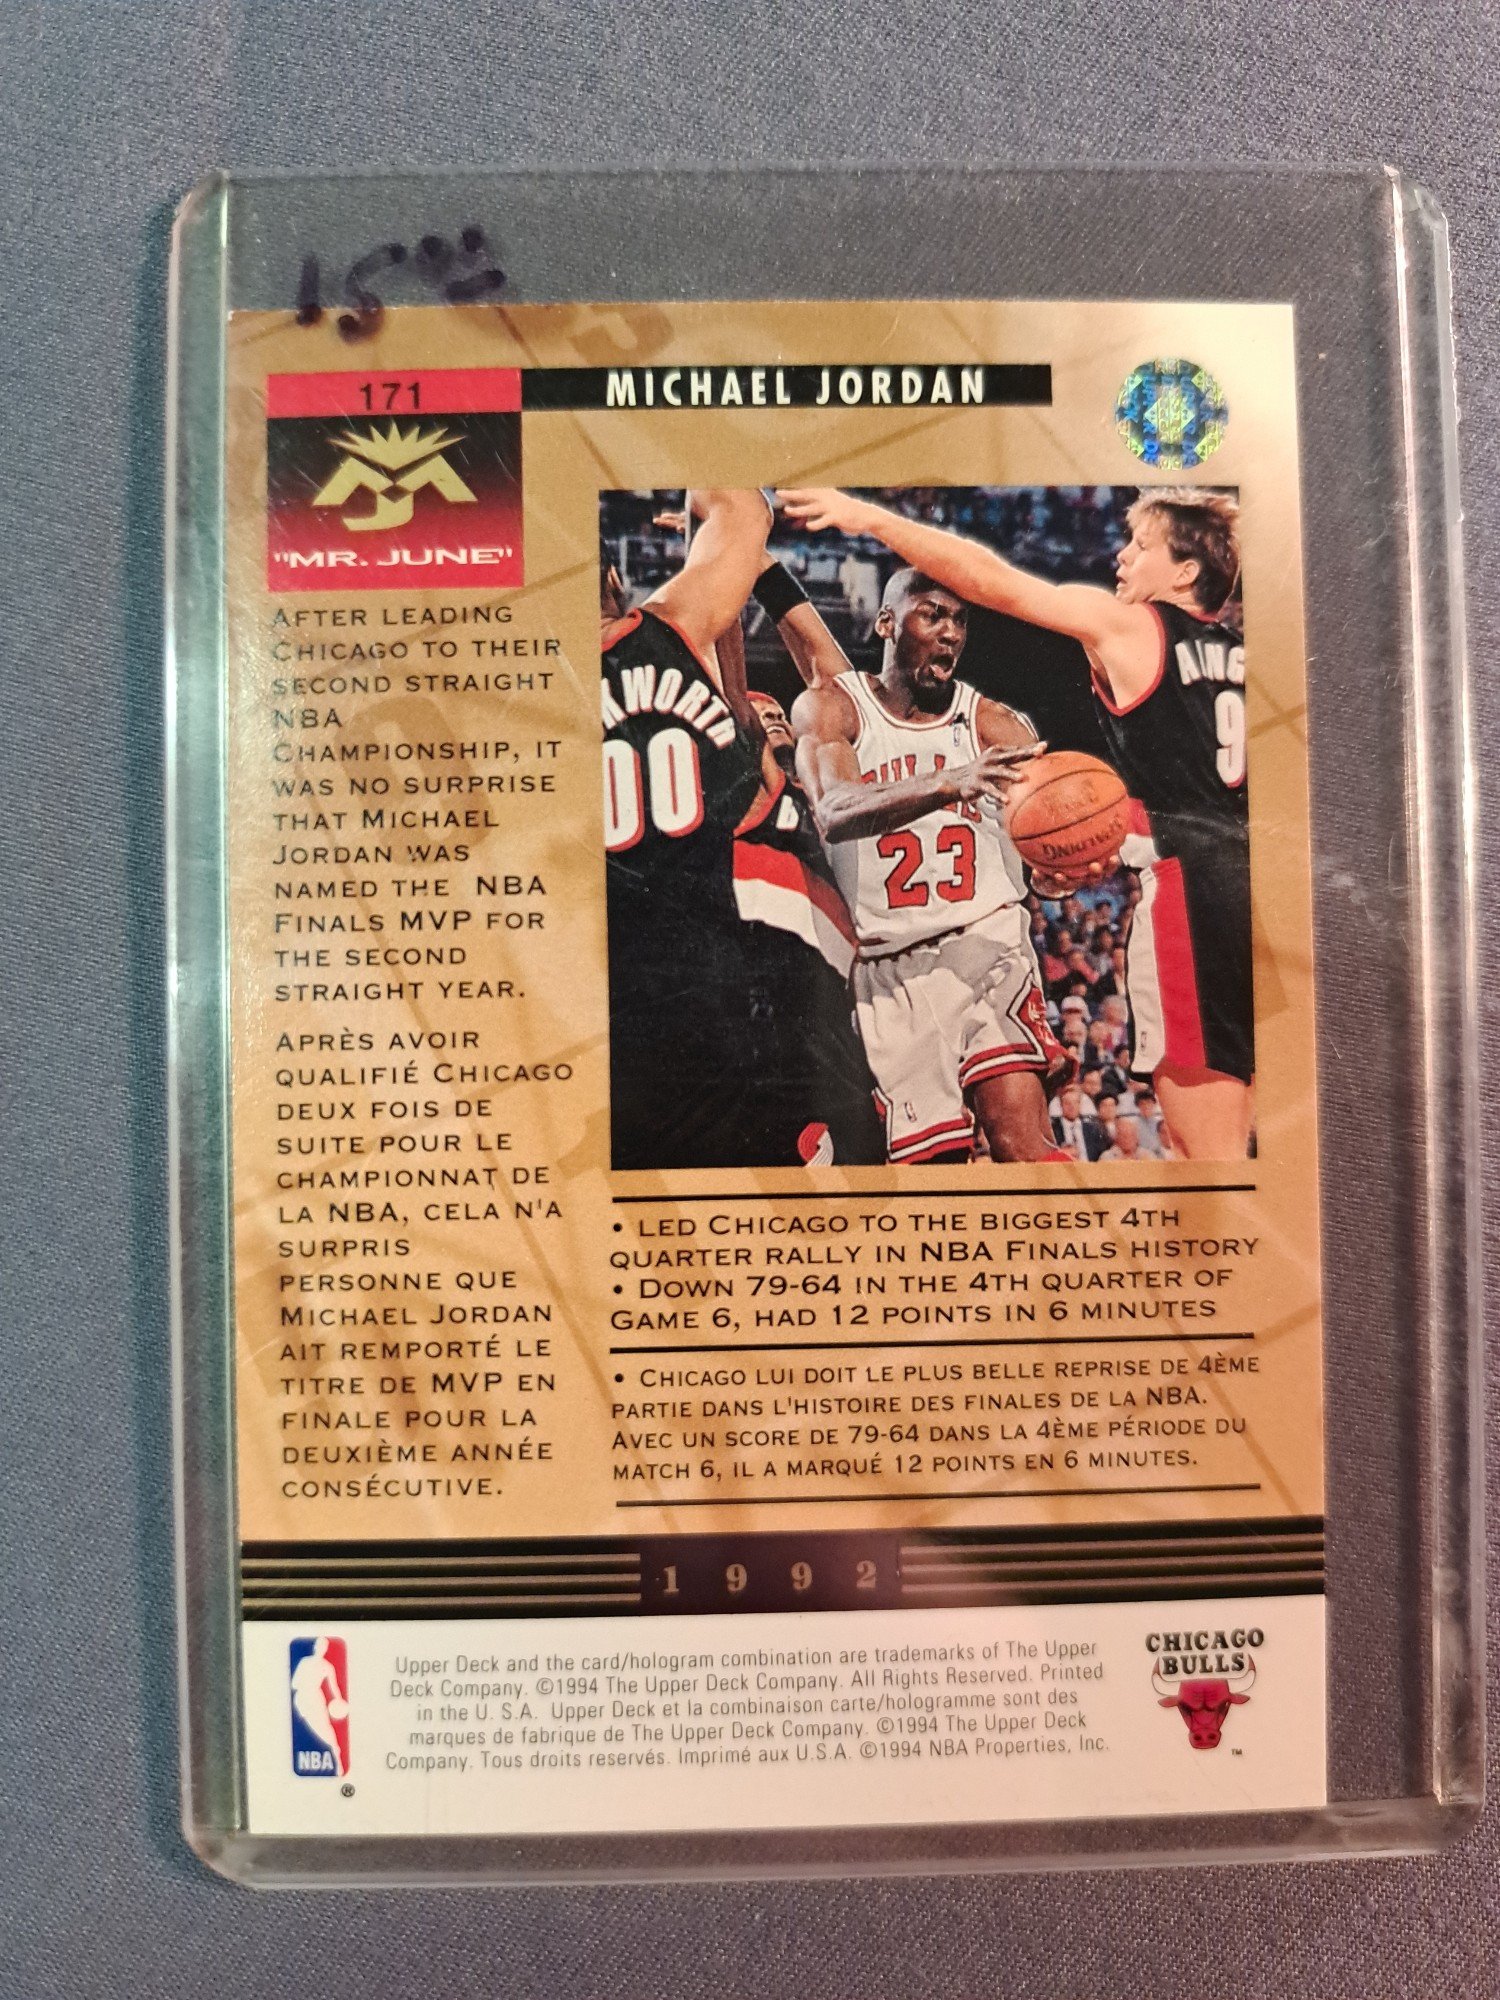 15.00
171
MICHAEL JORDAN
"MR. JUNE"
AFTER LEADING
CHICAGO TO THEIR
SECOND STRAIGHT
NBA
CHAMPIONSHIP, IT
WAS NO SURPRISE
THAT MICHAEL
JORDAN WAS
NAMED THE NBA
FINALS MVP FOR
THE SECOND
STRAIGHT YEAR.
APRÈS AVOIR
QUALIFIÉ CHICAGO
DEUX FOIS DE
SUITE POUR LE
CHAMPIONNAT DE
LA NBA, CELA N'A
SURPRIS
PERSONNE QUE
MICHAEL JORDAN
AIT REMPORTÉ LE
TITRE DE MVP EN
FINALE POUR LA
DEUXIÈME ANNÉE
CONSÉCUTIVE.
KWORTH
00
AING
9
BULL
23
SPALDING
• LED CHICAGO TO THE BIGGEST 4TH
QUARTER RALLY IN NBA FINALS HISTORY
• DOWN 79-64 IN THE 4TH QUARTER OF
GAME 6, HAD 12 POINTS IN 6 MINUTES
• CHICAGO LUI DOIT LE PLUS BELLE REPRISE DE 4ÈME
PARTIE DANS L'HISTOIRE DES FINALES DE LA NBA.
AVEC UN SCORE DE 79-64 DANS LA 4ÈME PÉRIODE DU
MATCH 6, IL A MARQUÉ 12 POINTS EN 6 MINUTES.
1992
Upper Deck and the card/hologram combination are trademarks of The Upper
Deck Company. ©1994 The Upper Deck Company. All Rights Reserved. Printed
in the U. S.A. Upper Deck et la combinaison carte/hologramme sont des
marques de fabrique de The Upper Deck Company. ©1994 The Upper Deck
Company. Tous droits reservés. Imprimé aux U.S.A. ©1994 NBA Properties, Inc.
NBA
®
CHICAGO
BULLS
™